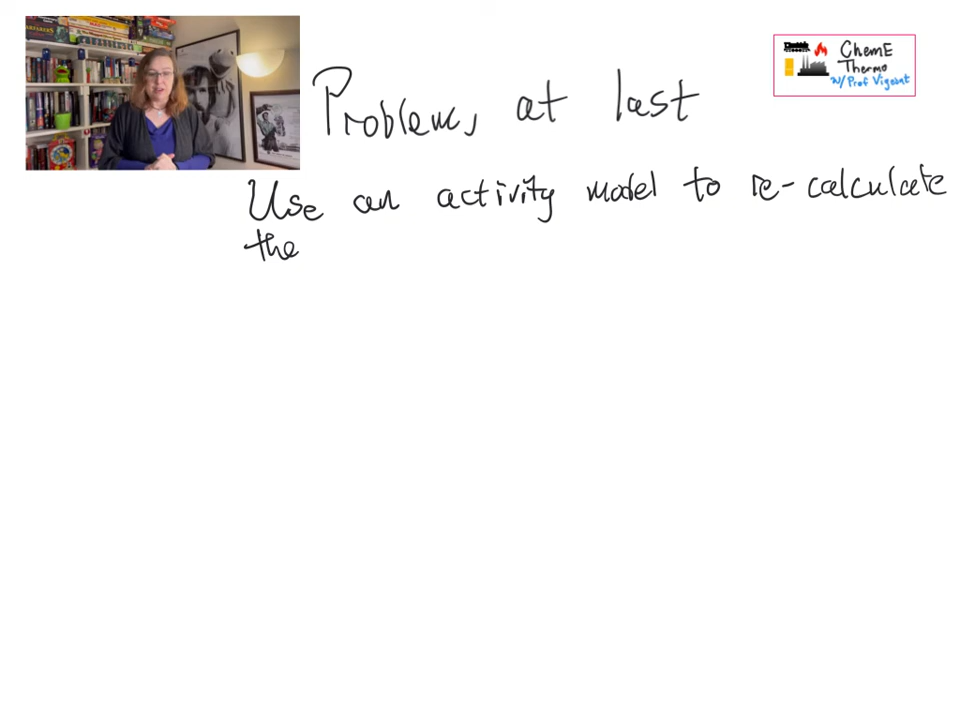 Problem, at last
ChemE
Thermo
w/ Prof Vigeant
Use an activity model to re-calculate
the